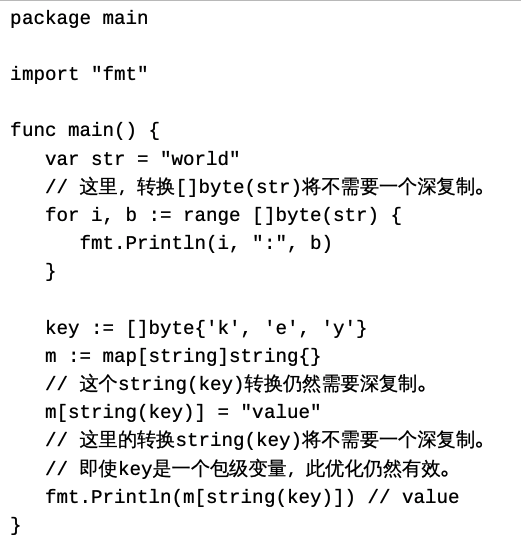 package main

import "fmt"

func main() {
   var str = "world"
   // 这里，转换[]byte(str)将不需要一个深复制。
   for i, b := range []byte(str) {
      fmt.Println(i, ":", b)
   }

   key := []byte{'k', 'e', 'y'}
   m := map[string]string{}
   // 这个string(key)转换仍然需要深复制。
   m[string(key)] = "value"
   // 这里的转换string(key)将不需要一个深复制。
   // 即使key是一个包级变量，此优化仍然有效。
   fmt.Println(m[string(key)]) // value
}